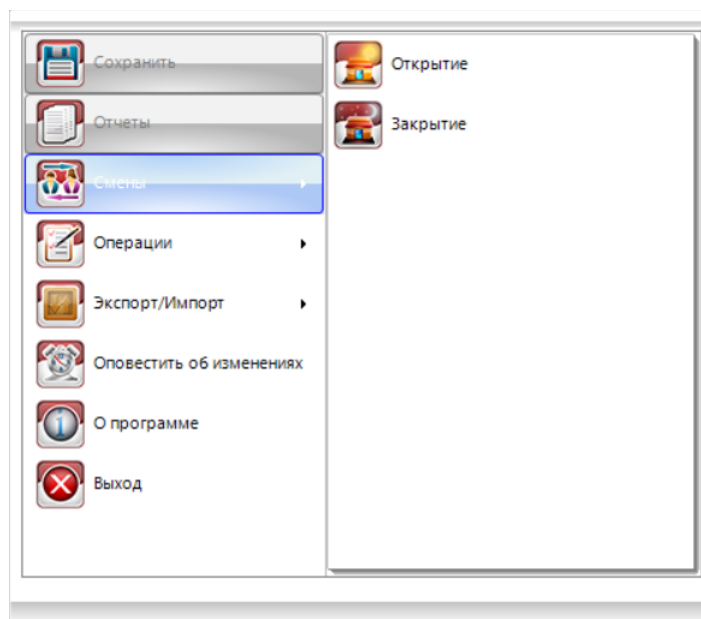 Сохранить
Отчеты
Смены
Операции
Экспорт/Импорт
Оповестить об изменениях
О программе
Выход
Открытие
Закрытие